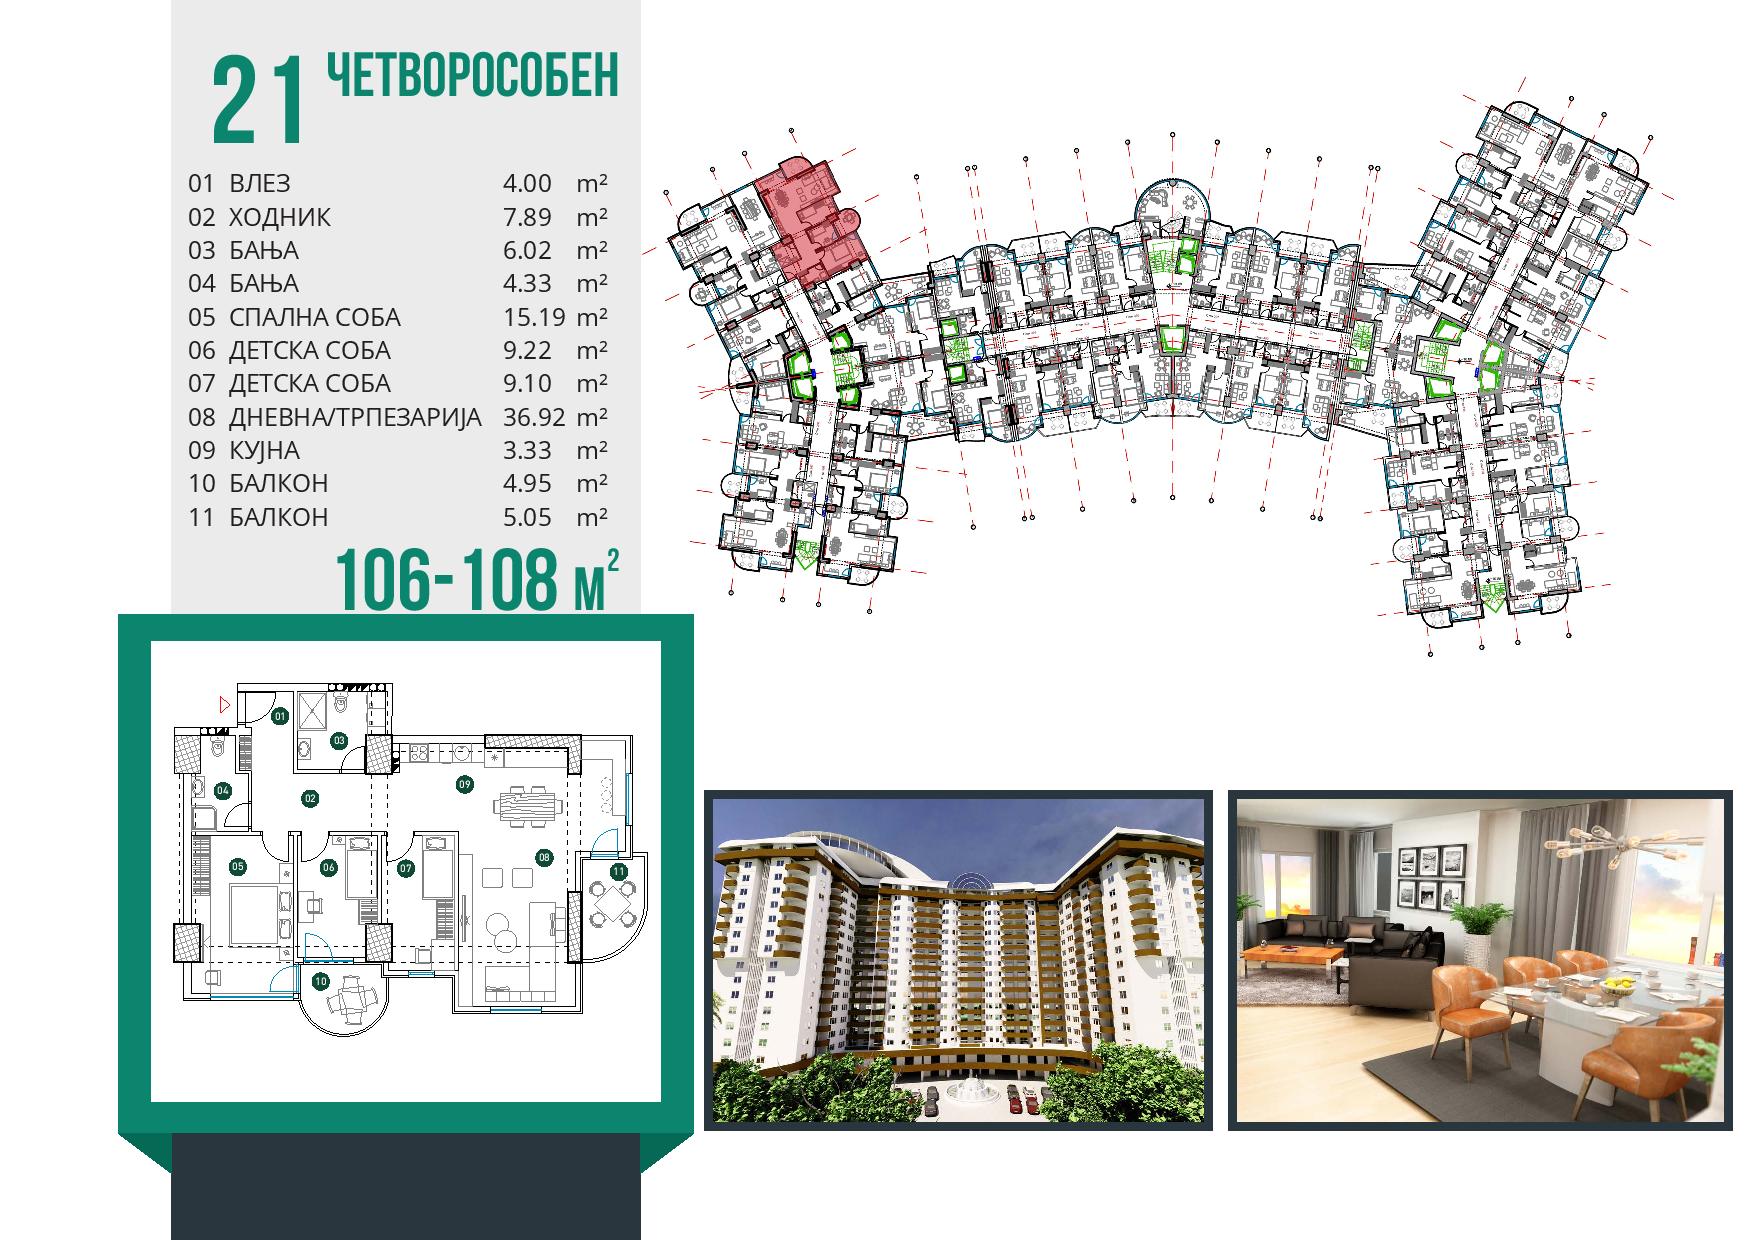 21 ЧЕТВОРОСОБЕН
01 ВЛЕЗ 4.00 m²
02 ХОДНИК 7.89 m²
03 БАЊА 6.02 m²
04 БАЊА 4.33 m²
05 СПАЛНА СОБА 15.19 m²
06 ДЕТСКА СОБА 9.22 m²
07 ДЕТСКА СОБА 9.10 m²
08 ДНЕВНА/ТРПЕЗАРИЈА 36.92 m²
09 КУЈНА 3.33 m²
10 БАЛКОН 4.95 m²
11 БАЛКОН 5.05 m²
106-108 м²
01
03
09
04
02
05
06
07
08
11
10